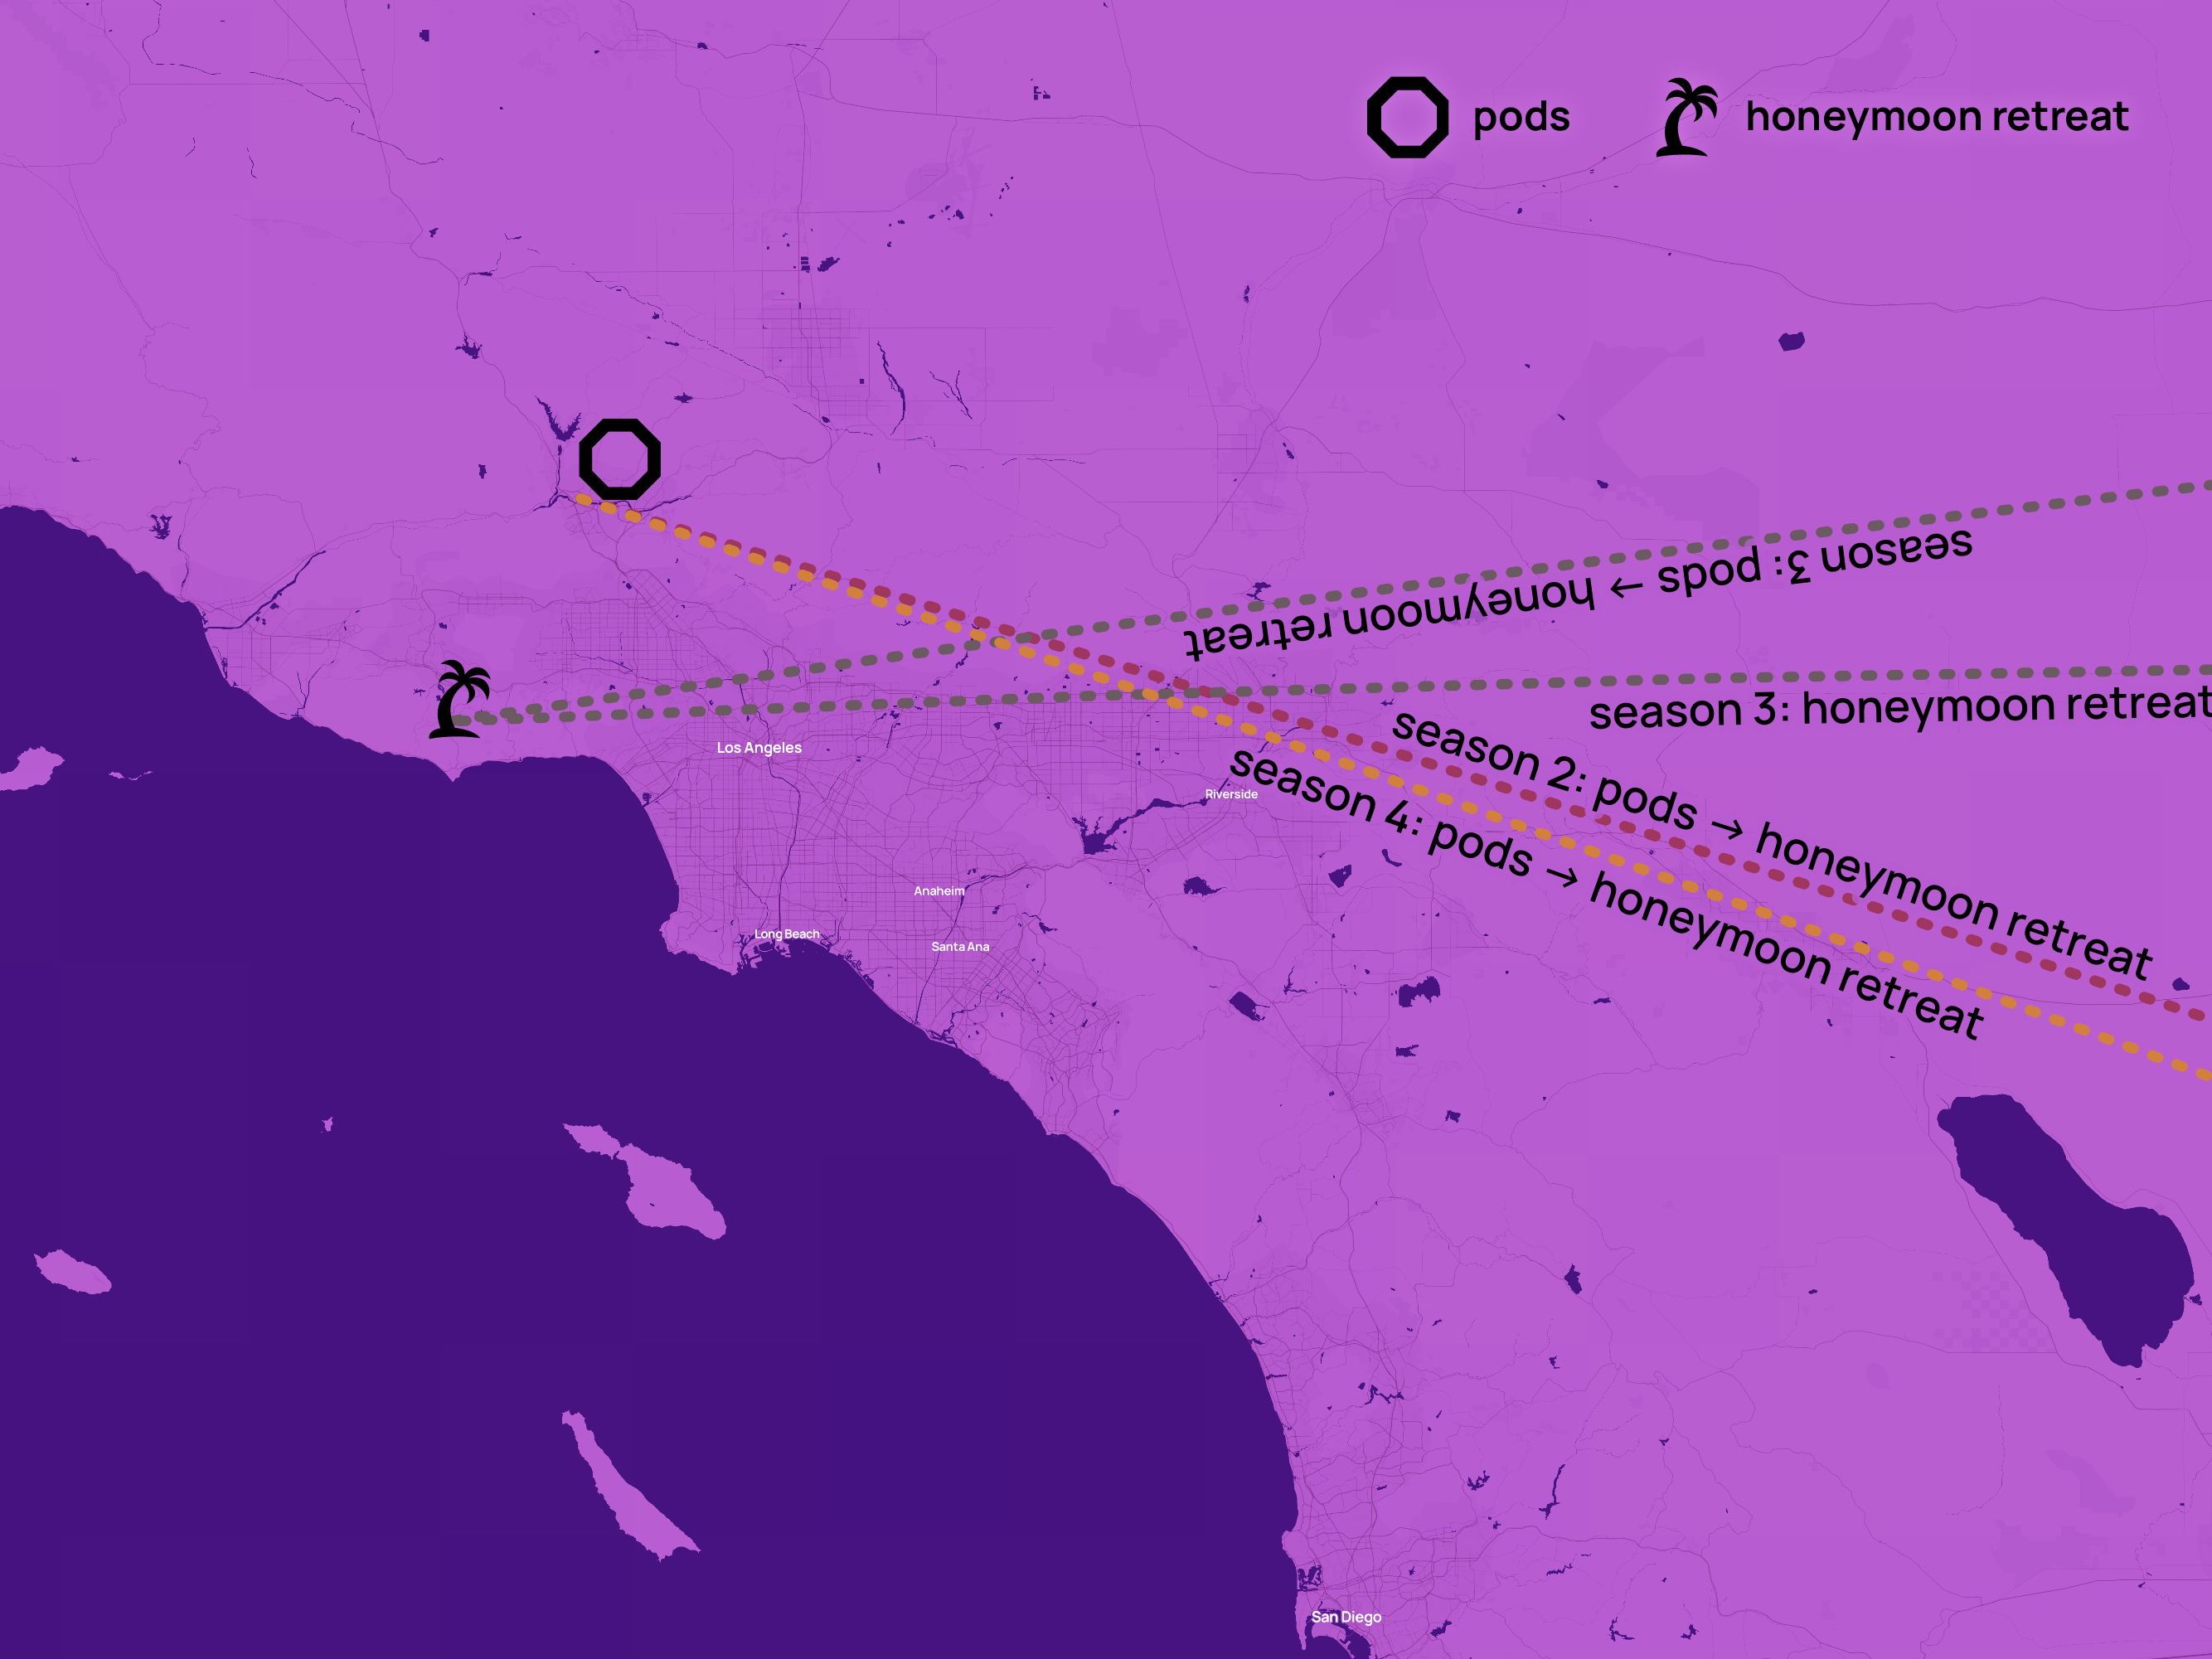 pods
honeymoon retreat
season 3: pods → honeymoon retreat
season 3: honeymoon retreat
season 2: pods → honeymoon retreat
season 4: pods → honeymoon retreat
Los Angeles
Riverside
Anaheim
Long Beach
Santa Ana
San Diego